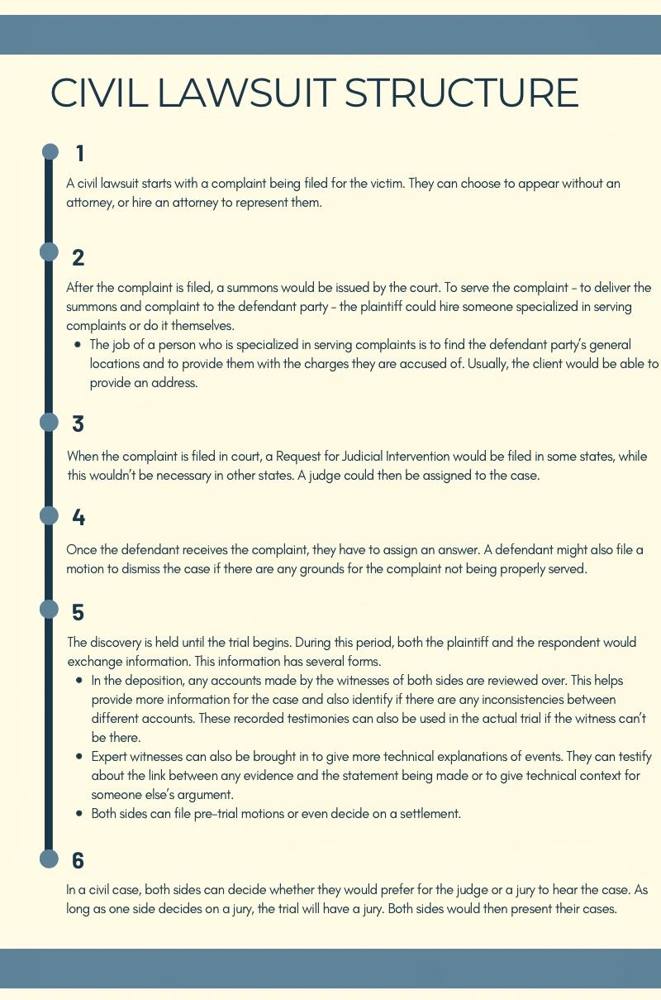 CIVIL LAWSUIT STRUCTURE
1
A civil lawsuit starts with a complaint being filed for the victim. They can choose to appear without an
attorney, or hire an attorney to represent them.
2
After the complaint is filed, a summons would be issued by the court. To serve the complaint - to deliver the
summons and complaint to the defendant party - the plaintiff could hire someone specialized in serving
complaints or do it themselves.
• The job of a person who is specialized in serving complaints is to find the defendant party's general
locations and to provide them with the charges they are accused of. Usually, the client would be able to
provide an address.
3
When the complaint is filed in court, a Request for Judicial Intervention would be filed in some states, while
this wouldn't be necessary in other states. A judge could then be assigned to the case.
4
Once the defendant receives the complaint, they have to assign an answer. A defendant might also file a
motion to dismiss the case if there are any grounds for the complaint not being properly served.
5
The discovery is held until the trial begins. During this period, both the plaintiff and the respondent would
exchange information. This information has several forms.
• In the deposition, any accounts made by the witnesses of both sides are reviewed over. This helps
provide more information for the case and also identify if there are any inconsistencies between
different accounts. These recorded testimonies can also be used in the actual trial if the witness can't
be there.
• Expert witnesses can also be brought in to give more technical explanations of events. They can testify
about the link between any evidence and the statement being made or to give technical context for
someone else's argument.
• Both sides can file pre-trial motions or even decide on a settlement.
6
In a civil case, both sides can decide whether they would prefer for the judge or a jury to hear the case. As
long as one side decides on a jury, the trial will have a jury. Both sides would then present their cases.